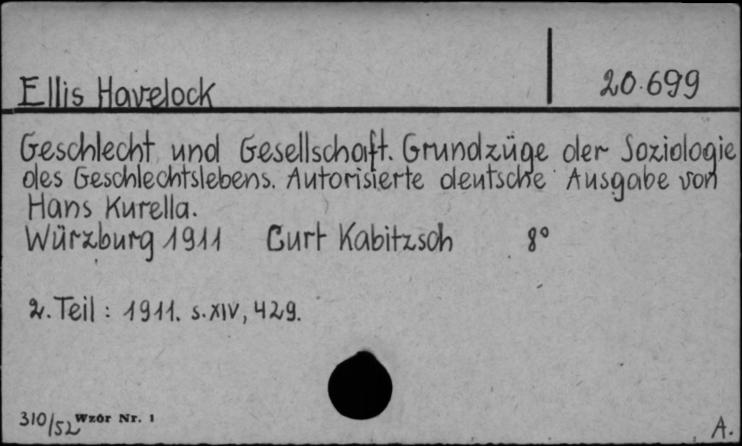 Ellis Havelock 20.699
Geschlecht und Gesellschaft. Grundzüge der Soziologie
des Geschlechtslebens. Autorisierte deutsche Ausgabe von
Hans Kurella.
Würzburg 1911 Curt Kabitzsch 8°
2. Teil : 1911. s. XIV, 429.
310/52 Wzór Nr. 1 A.